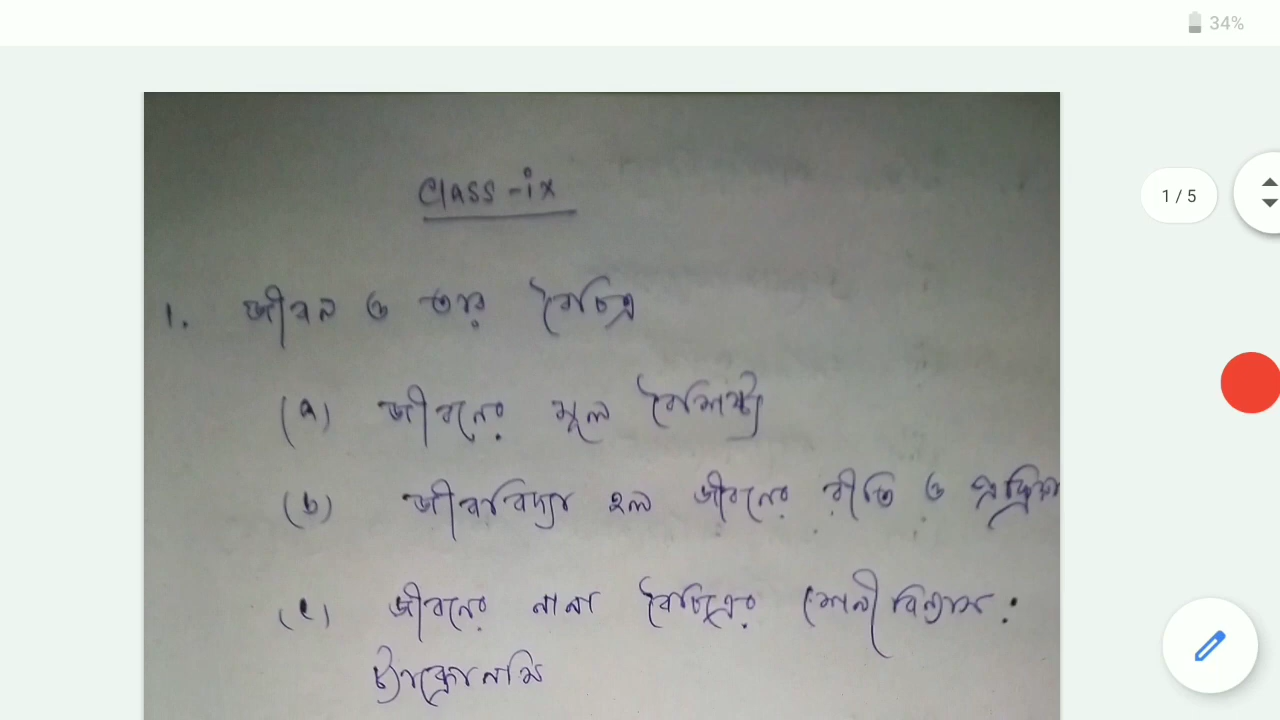 34%
1 / 5
Class - ix
1. জীবন ও তার বৈচিত্র
(a) জীবনের মূল বৈশিষ্ট্য
(b) জীববিদ্যা হল জীবনের রীতি ও প্রক্রিয়া
(c) জীবনের নানা বৈচিত্রের শ্রেণীবিন্যাস :
ট্যাক্সোনমি